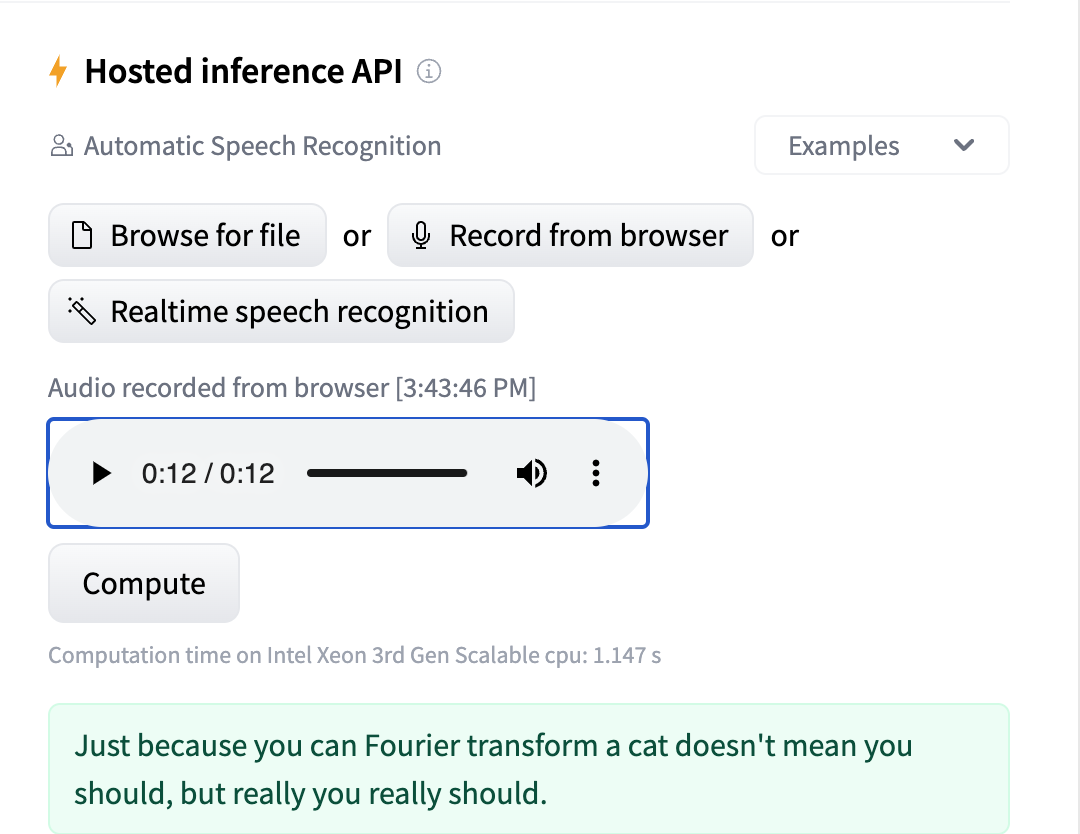 Hosted inference API
Automatic Speech Recognition
Examples
Browse for file or Record from browser or
Realtime speech recognition
Audio recorded from browser [3:43:46 PM]
0:12 / 0:12
Compute
Computation time on Intel Xeon 3rd Gen Scalable cpu: 1.147 s
Just because you can Fourier transform a cat doesn't mean you
should, but really you really should.